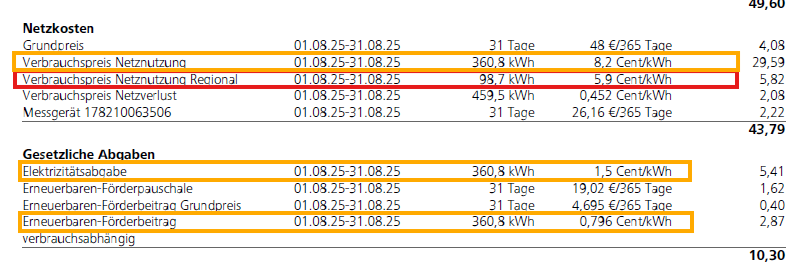 49,60
Netzkosten
Grundpreis 01.08.25-31.08.25 31 Tage 48 €/365 Tage 4,08
Verbrauchspreis Netznutzung 01.08.25-31.08.25 360,8 kWh 8,2 Cent/kWh 29,59
Verbrauchspreis Netznutzung Regional 01.08.25-31.08.25 98,7 kWh 5,9 Cent/kWh 5,82
Verbrauchspreis Netzverlust 01.08.25-31.08.25 459,5 kWh 0,452 Cent/kWh 2,08
Messgerät 178210063506 31 Tage 26,16 €/365 Tage 2,22
43,79
Gesetzliche Abgaben
Elektrizitätsabgabe 01.08.25-31.08.25 360,8 kWh 1,5 Cent/kWh 5,41
Erneuerbaren-Förderpauschale 01.08.25-31.08.25 31 Tage 19,02 €/365 Tage 1,62
Erneuerbaren-Förderbeitrag Grundpreis 01.08.25-31.08.25 31 Tage 4,695 €/365 Tage 0,40
Erneuerbaren-Förderbeitrag 01.08.25-31.08.25 360,8 kWh 0,796 Cent/kWh 2,87
verbrauchsabhängig
10,30